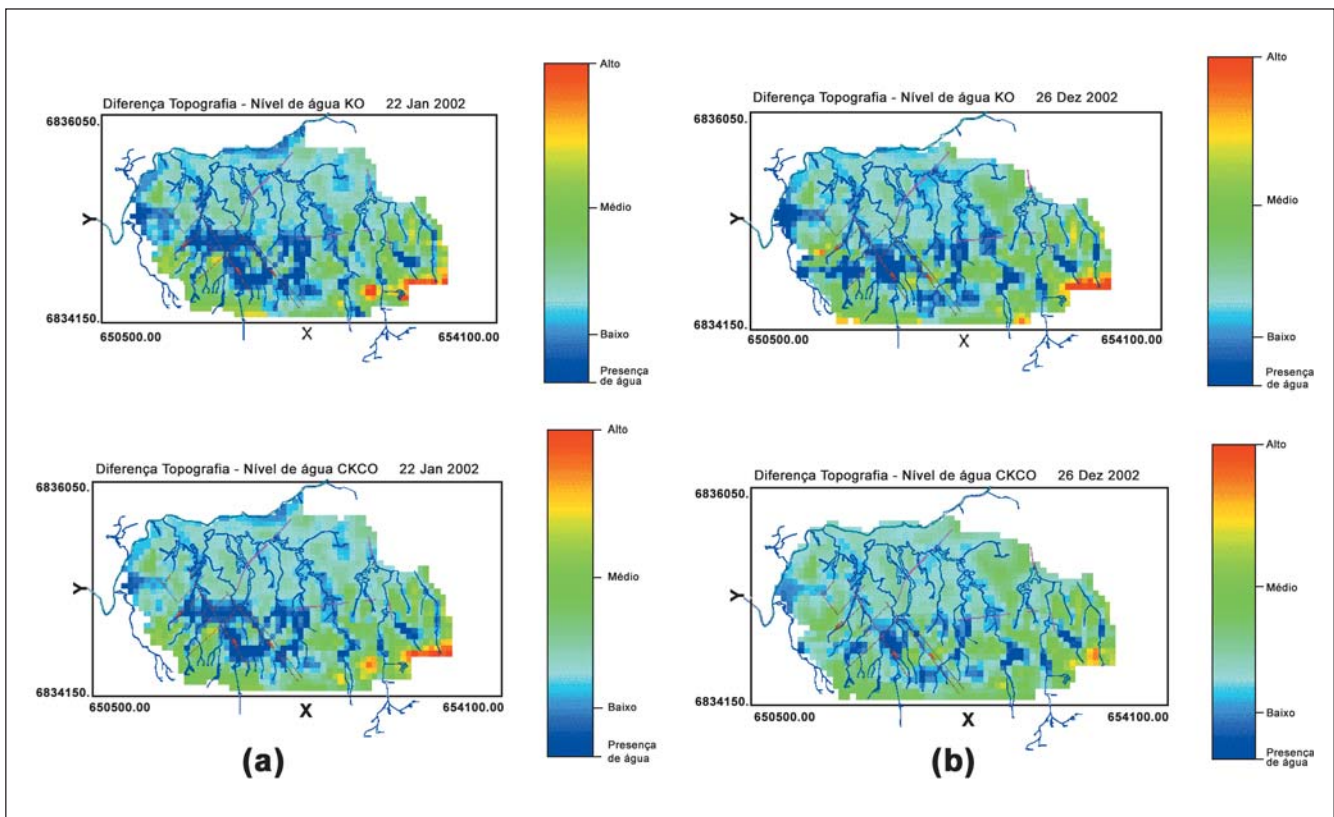 Diferença Topografia - Nível de água KO 22 Jan 2002
6836050.
Y
6834150.
650500.00
X
654100.00
Alto
Médio
Baixo
Presença
de água
Diferença Topografia - Nível de água KO 26 Dez 2002
6836050.
Y
6834150.
650500.00
X
654100.00
Alto
Médio
Baixo
Presença
de água
Diferença Topografia - Nível de água CKCO 22 Jan 2002
6836050.
Y
6834150.
650500.00
X
654100.00
Alto
Médio
Baixo
Presença
de água
(a)
Diferença Topografia - Nível de água CKCO 26 Dez 2002
6836050.
Y
6834150.
650500.00
X
654100.00
Alto
Médio
Baixo
Presença
de água
(b)